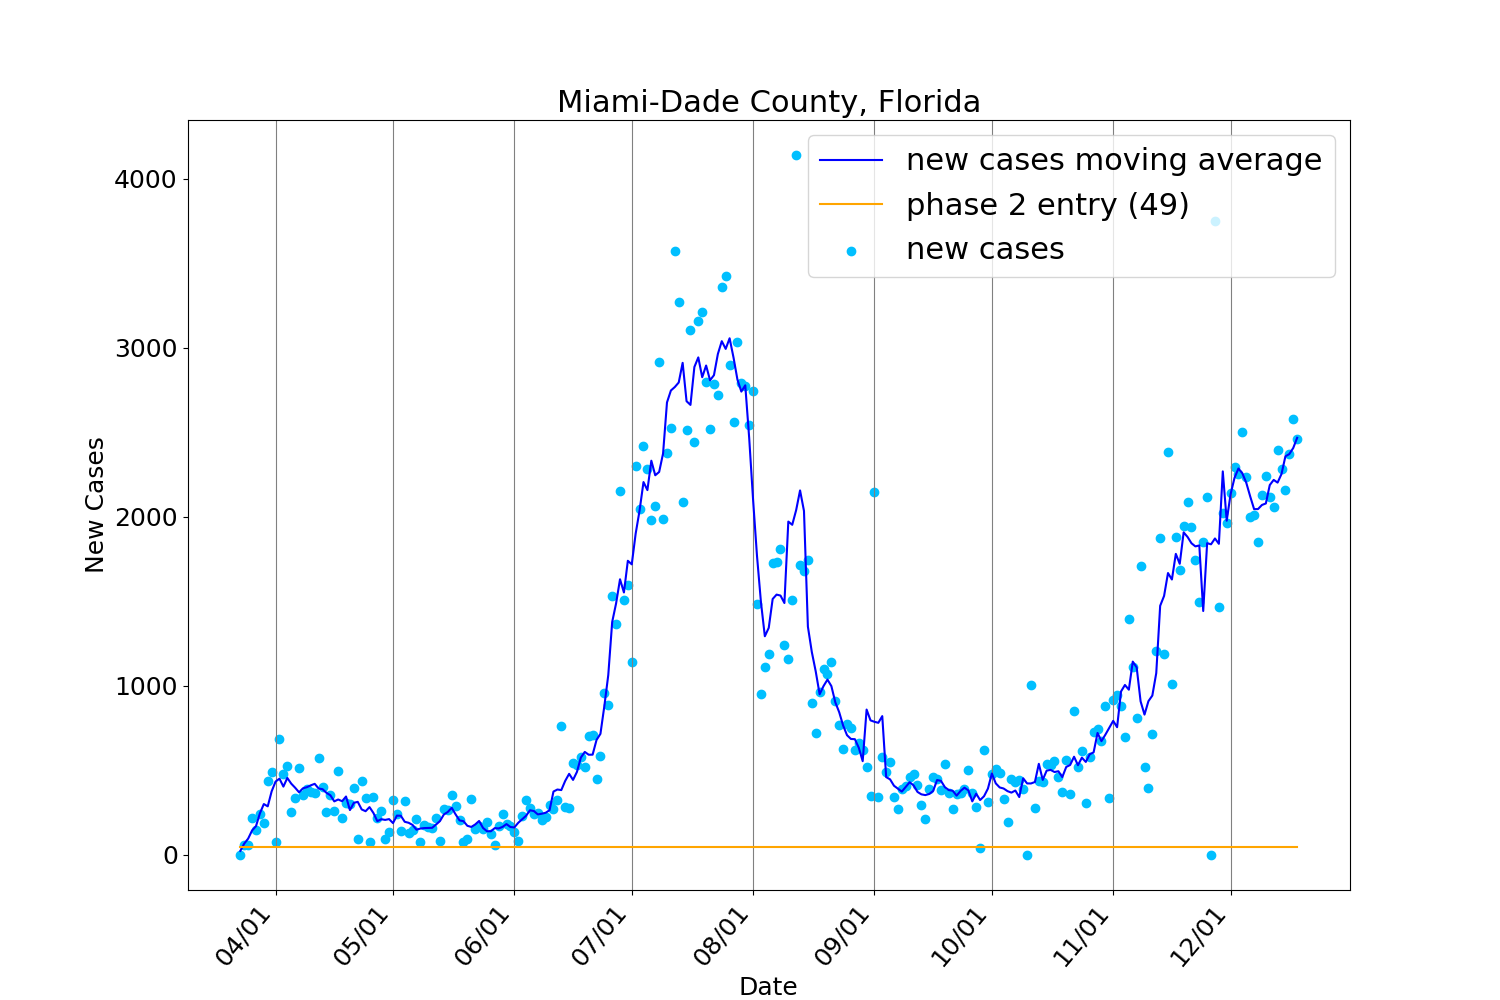 Miami-Dade County, Florida
new cases moving average
phase 2 entry (49)
new cases
4000
3000
2000
1000
0
New Cases
04/01
05/01
06/01
07/01
08/01
09/01
10/01
11/01
12/01
Date